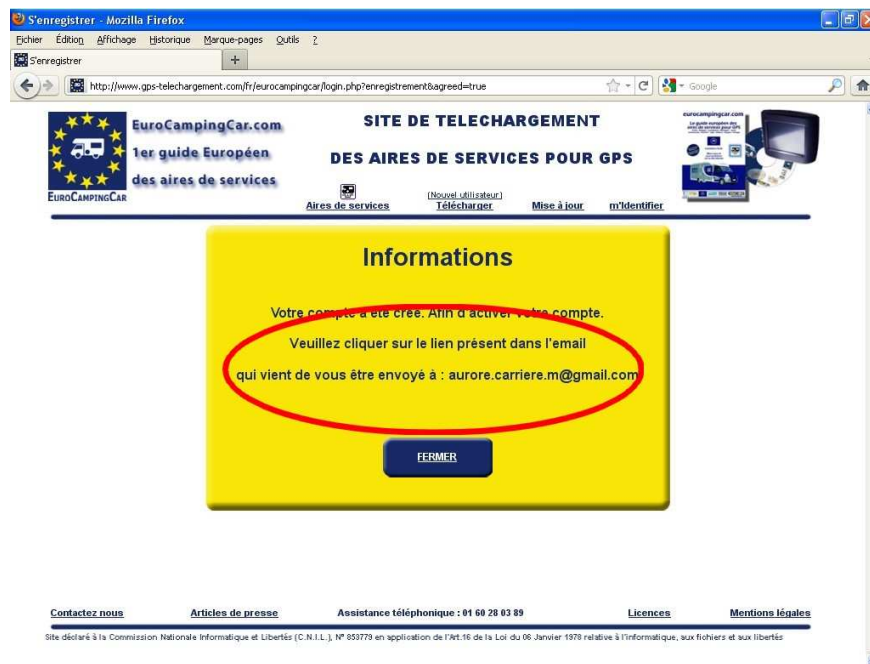 S'enregistrer - Mozilla Firefox
Fichier Édition Affichage Historique Marque-pages Outils ?
S'enregistrer
http://www.gps-telechargement.com/fr/eurocampingcar/login.php?enregistrement&agreed=true
Google
EuroCampingCar.com
1er guide Européen
des aires de services
EUROCAMPINGCAR
SITE DE TELECHARGEMENT
DES AIRES DE SERVICES POUR GPS
eurocampingcar.com
(Nouvel utilisateur)
Aires de services Télécharger Mise à jour m'Identifier
Informations
Votre compte a été créé. Afin d'activer votre compte.
Veuillez cliquer sur le lien présent dans l'email
qui vient de vous être envoyé à : aurore.carriere.m@gmail.com
FERMER
Contactez nous Articles de presse Assistance téléphonique : 01 60 28 03 89 Licences Mentions légales
Site déclaré à la Commission Nationale Informatique et Libertés (C.N.I.L.), N° 853779 en application de l'Art.16 de la Loi du 06 Janvier 1978 relative à l'informatique, aux fichiers et aux libertés